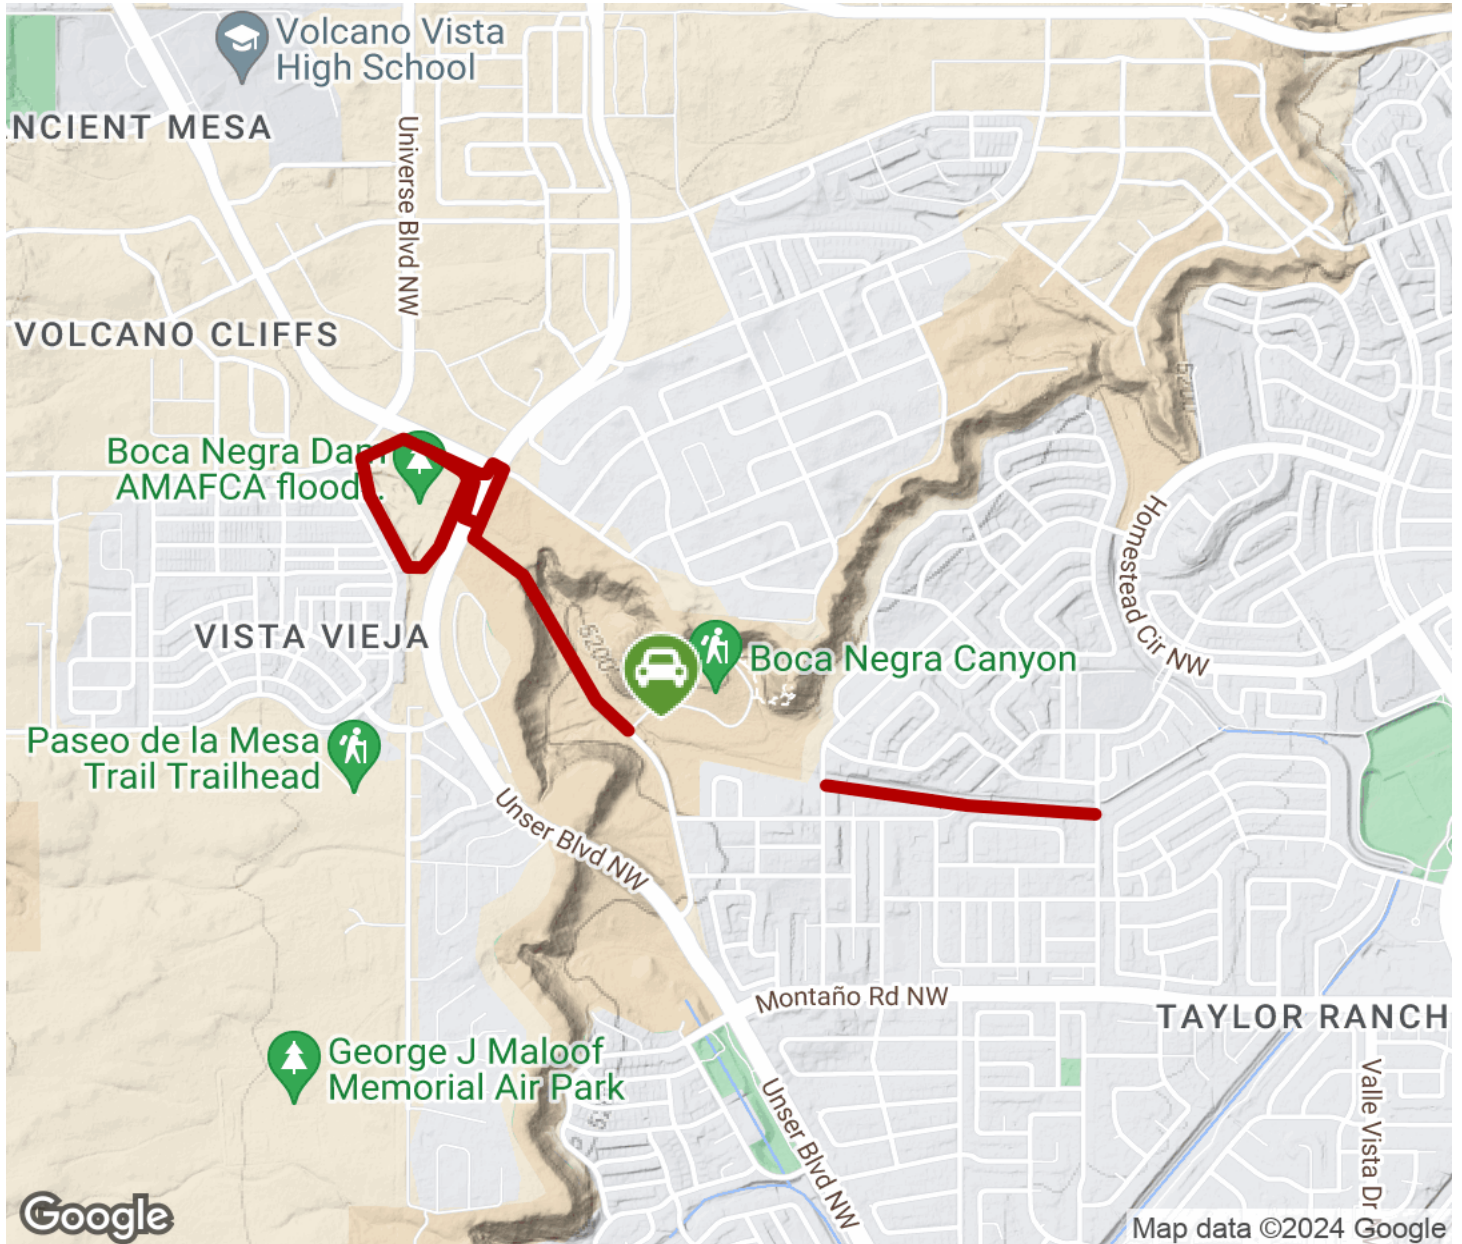 Volcano Vista
High School
NCIENT MESA
Universe Blvd NW
VOLCANO CLIFFS
Boca Negra Dam
AMAFCA flood...
5200
Homestead Cir NW
VISTA VIEJA
5200
Boca Negra Canyon
Paseo de la Mesa
Trail Trailhead
Unser Blvd NW
Montaño Rd NW
TAYLOR RANCH
George J Maloof
Memorial Air Park
Unser Blvd NW
Valle Vista Dr
Google
Map data ©2024 Google